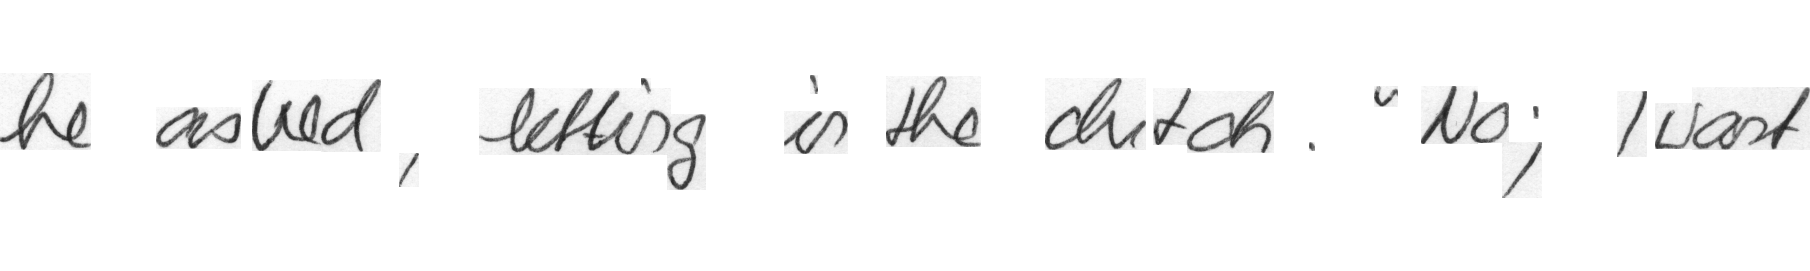 he asked, letting in the clutch. "No; I want